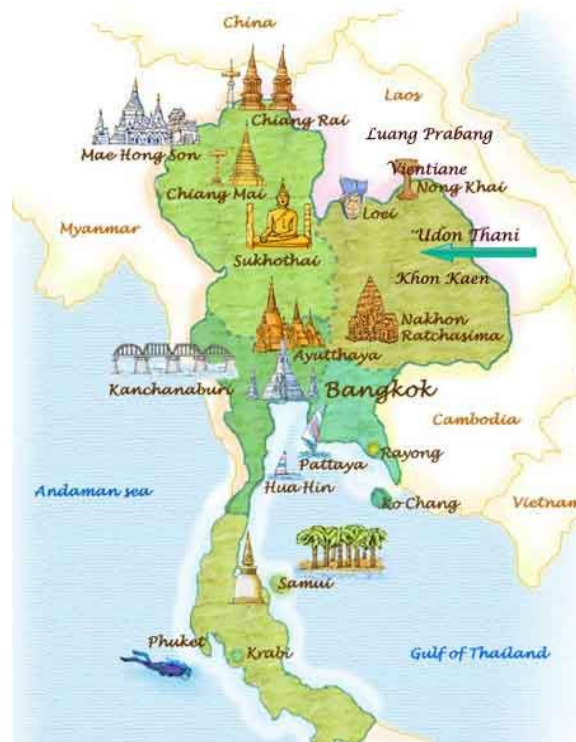 China
Laos
Chiang Rai
Luang Prabang
Mae Hong Son
Vientiane
Nong Khai
Chiang Mai
Loei
Myanmar
"Udon Thani
Sukhothai
Khon Kaen
Nakhon
Ratchasima
Ayutthaya
Kanchanaburi
Bangkok
Cambodia
Rayong
Pattaya
Hua Hin
Andaman sea
Ko Chang
Vietnam
Samui
Phuket
Krabi
Gulf of Thailand